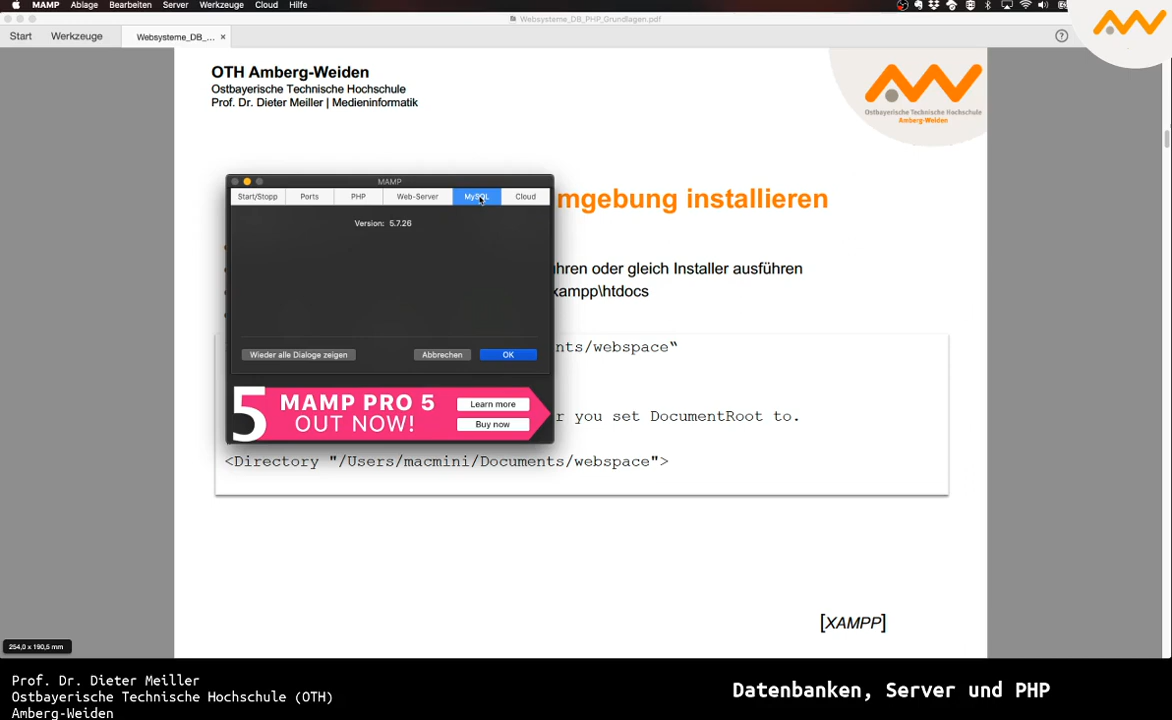 MAMP Ablage Bearbeiten Server Werkzeuge Cloud Hilfe
Websysteme_DB_PHP_Grundlagen.pdf
Start Werkzeuge Websysteme_DB_... ×
OTH Amberg-Weiden
Ostbayerische Technische Hochschule
Prof. Dr. Dieter Meiller | Medieninformatik
Ostbayerische Technische Hochschule
Amberg-Weiden
MAMP
Start/Stopp Ports PHP Web-Server MySQL Cloud
Version: 5.7.26
mgebung installieren
hren oder gleich Installer ausführen
xampp\htdocs
Wieder alle Dialoge zeigen Abbrechen OK
nts/webspace“
5 MAMP PRO 5
OUT NOW!
Learn more
Buy now
r you set DocumentRoot to.
<Directory "/Users/macmini/Documents/webspace">
[XAMPP]
254,0 x 190,5 mm
Prof. Dr. Dieter Meiller
Ostbayerische Technische Hochschule (OTH)
Amberg-Weiden
Datenbanken, Server und PHP